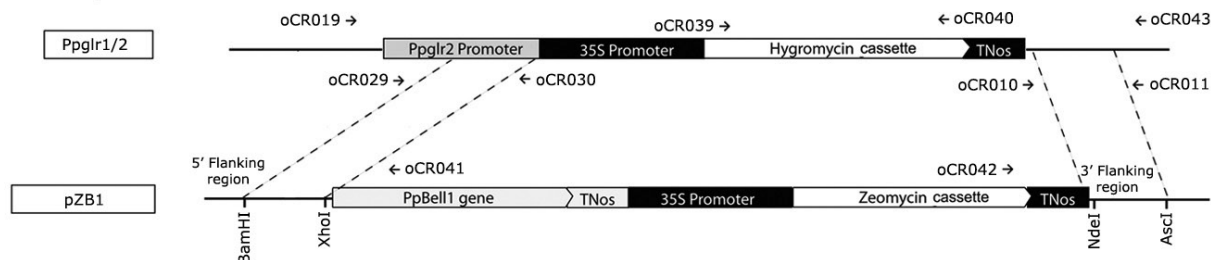 oCR019 → oCR039 → ← oCR040 ← oCR043
Ppglr1/2 Ppglr2 Promoter 35S Promoter Hygromycin cassette TNos
oCR029 → ← oCR030 oCR010 → ← oCR011
5' Flanking region ← oCR041 oCR042 → 3' Flanking region
pZB1 PpBell1 gene TNos 35S Promoter Zeomycin cassette TNos
BamHI XhoI NdeI AscI